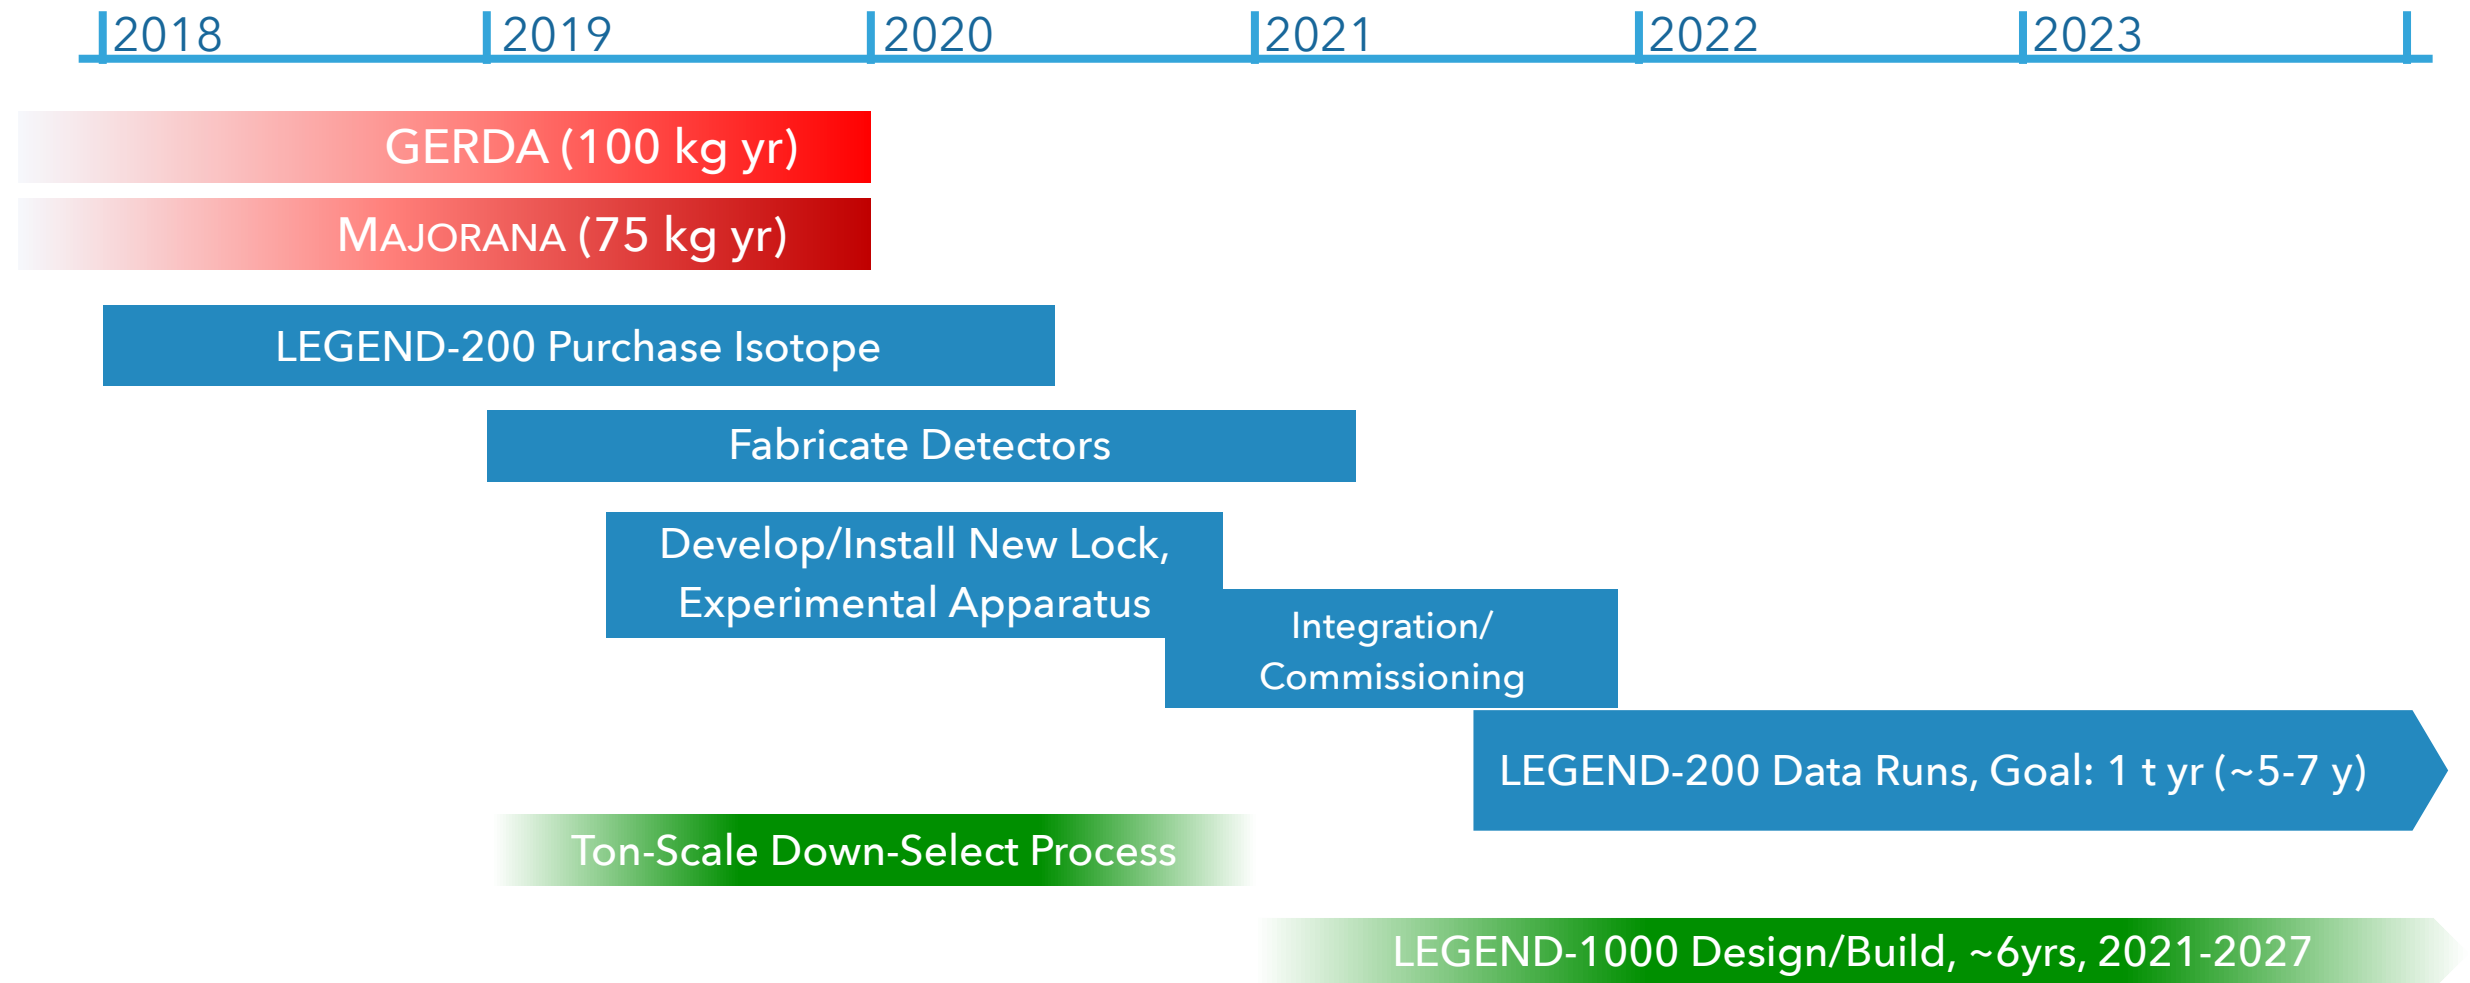 2018 2019 2020 2021 2022 2023
GERDA (100 kg yr)
MAJORANA (75 kg yr)
LEGEND-200 Purchase Isotope
Fabricate Detectors
Develop/Install New Lock,
Experimental Apparatus
Integration/
Commissioning
LEGEND-200 Data Runs, Goal: 1 t yr (~5-7 y)
Ton-Scale Down-Select Process
LEGEND-1000 Design/Build, ~6yrs, 2021-2027